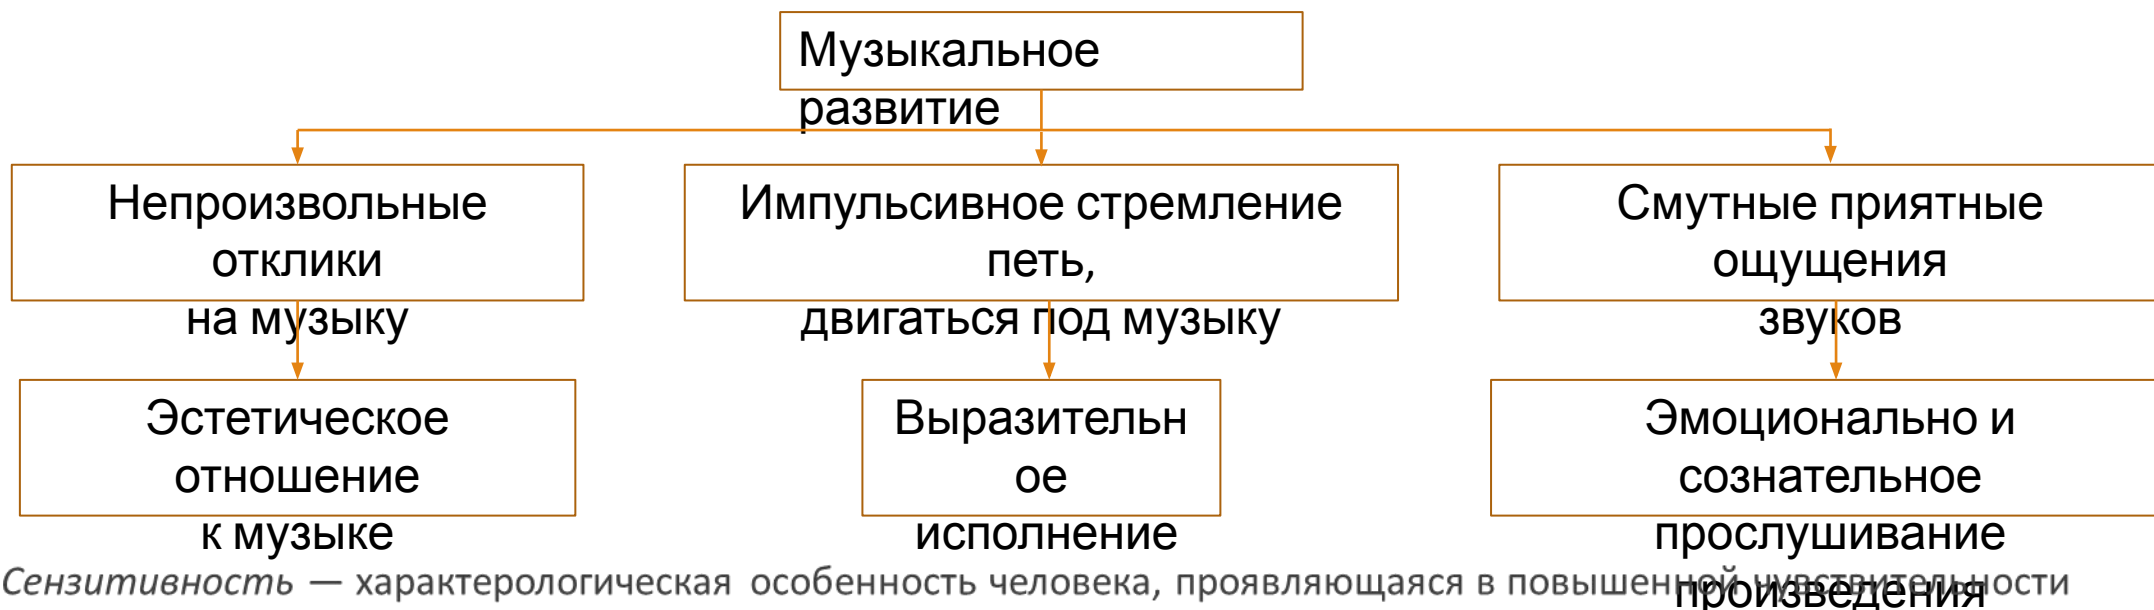 Музыкальное
развитие
Непроизвольные
отклики
на музыку
Импульсивное стремление
петь,
двигаться под музыку
Смутные приятные
ощущения
звуков
Эстетическое
отношение
к музыке
Выразительн
ое
исполнение
Эмоционально и
сознательное
прослушивание
произведения
Сензитивность — характерологическая особенность человека, проявляющаяся в повышенной чувствительности